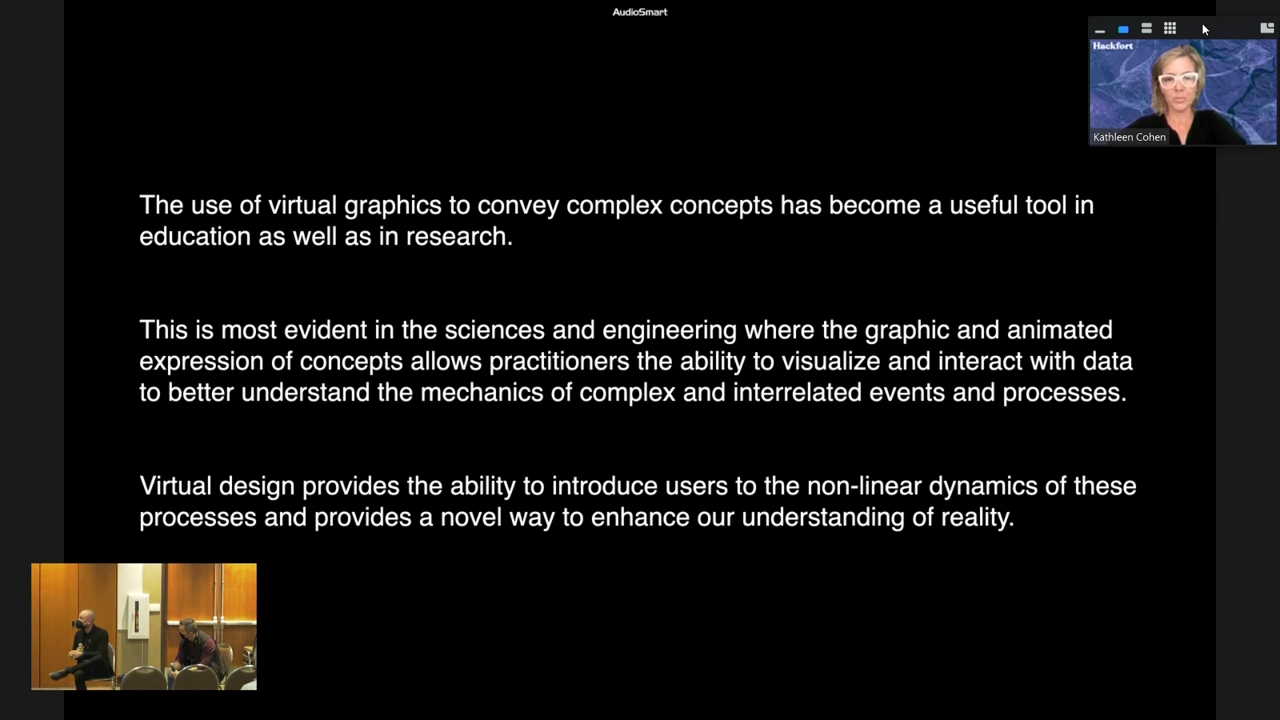 AudioSmart
Hackfort
Kathleen Cohen
The use of virtual graphics to convey complex concepts has become a useful tool in
education as well as in research.
This is most evident in the sciences and engineering where the graphic and animated
expression of concepts allows practitioners the ability to visualize and interact with data
to better understand the mechanics of complex and interrelated events and processes.
Virtual design provides the ability to introduce users to the non-linear dynamics of these
processes and provides a novel way to enhance our understanding of reality.